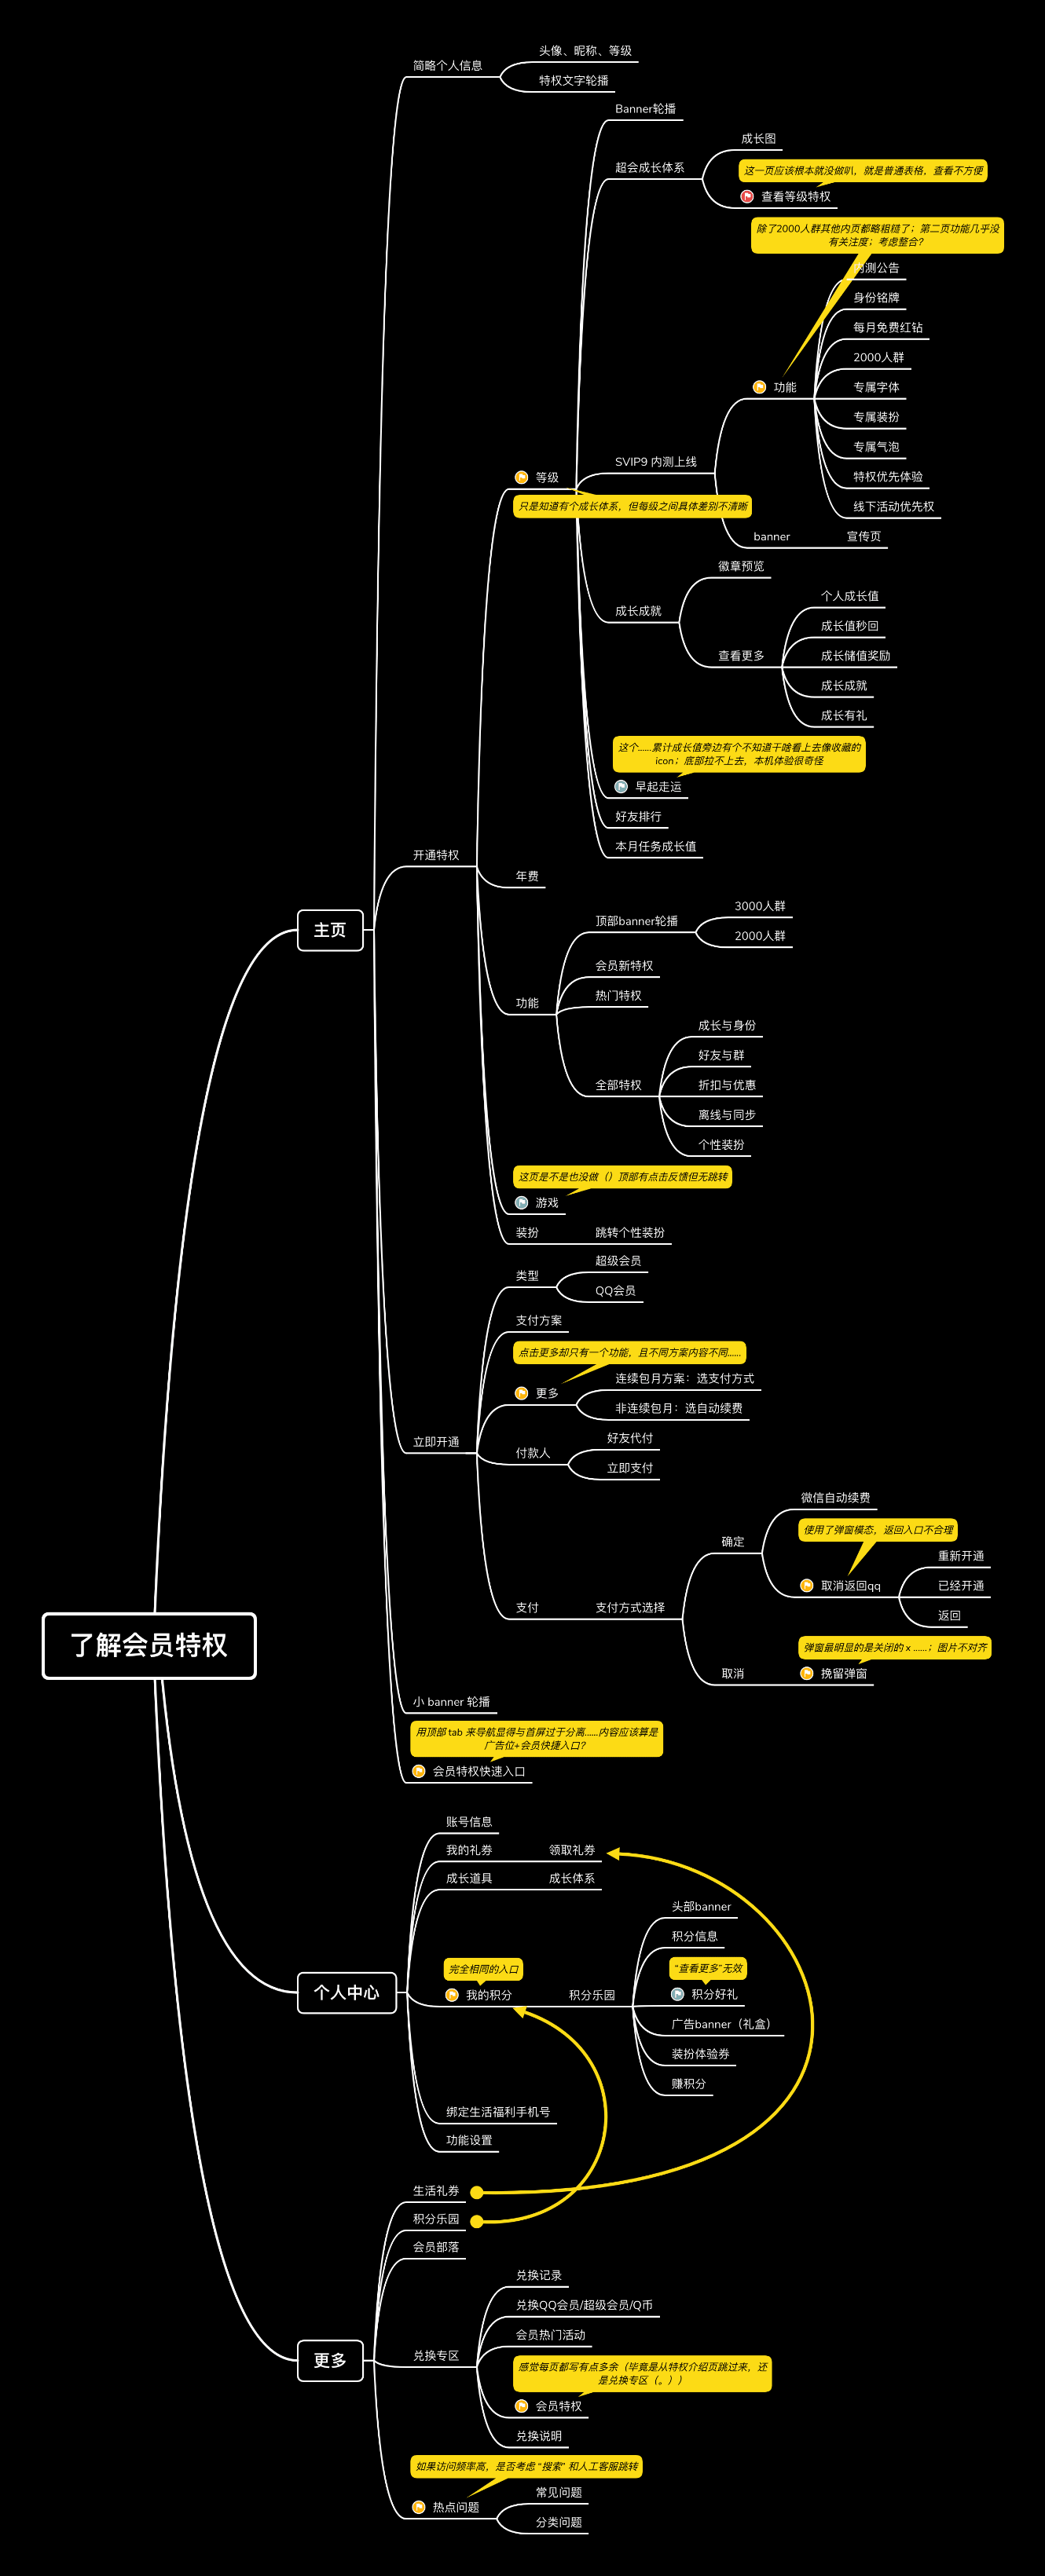 简略个人信息
头像、昵称、等级
特权文字轮播
Banner轮播
超会成长体系
成长图
这一页应该根本就没做叭，就是普通表格，查看不方便
查看等级特权
除了2000人群其他内页都略粗糙了；第二页功能几乎没
有关注度；考虑整合？
内测公告
身份铭牌
每月免费红钻
2000人群
功能
专属字体
专属装扮
专属气泡
特权优先体验
线下活动优先权
SVIP9 内测上线
等级
只是知道有个成长体系，但每级之间具体差别不清晰
banner
宣传页
徽章预览
成长成就
查看更多
个人成长值
成长值秒回
成长储值奖励
成长成就
成长有礼
这个......累计成长值旁边有个不知道干啥看上去像收藏的
icon；底部拉不上去，本机体验很奇怪
早起走运
好友排行
本月任务成长值
开通特权
年费
主页
顶部banner轮播
3000人群
2000人群
会员新特权
热门特权
功能
全部特权
成长与身份
好友与群
折扣与优惠
离线与同步
个性装扮
这页是不是也没做（）顶部有点击反馈但无跳转
游戏
装扮
跳转个性装扮
类型
超级会员
QQ会员
支付方案
点击更多却只有一个功能，且不同方案内容不同......
更多
连续包月方案：选支付方式
非连续包月：选自动续费
立即开通
付款人
好友代付
立即支付
支付
支付方式选择
确定
微信自动续费
使用了弹窗模态，返回入口不合理
取消返回qq
重新开通
已经开通
返回
弹窗最明显的是关闭的 x ......；图片不对齐
取消
挽留弹窗
了解会员特权
小 banner 轮播
用顶部 tab 来导航显得与首屏过于分离......内容应该算是
广告位+会员快捷入口？
会员特权快速入口
账号信息
我的礼券
领取礼券
成长道具
成长体系
头部banner
积分信息
完全相同的入口
“查看更多”无效
个人中心
我的积分
积分乐园
积分好礼
广告banner（礼盒）
装扮体验券
赚积分
绑定生活福利手机号
功能设置
生活礼券
积分乐园
会员部落
兑换记录
兑换QQ会员/超级会员/Q币
会员热门活动
更多
兑换专区
感觉每页都写有点多余（毕竟是从特权介绍页跳过来，还
是兑换专区（。））
会员特权
兑换说明
如果访问频率高，是否考虑 “搜索” 和人工客服跳转
热点问题
常见问题
分类问题